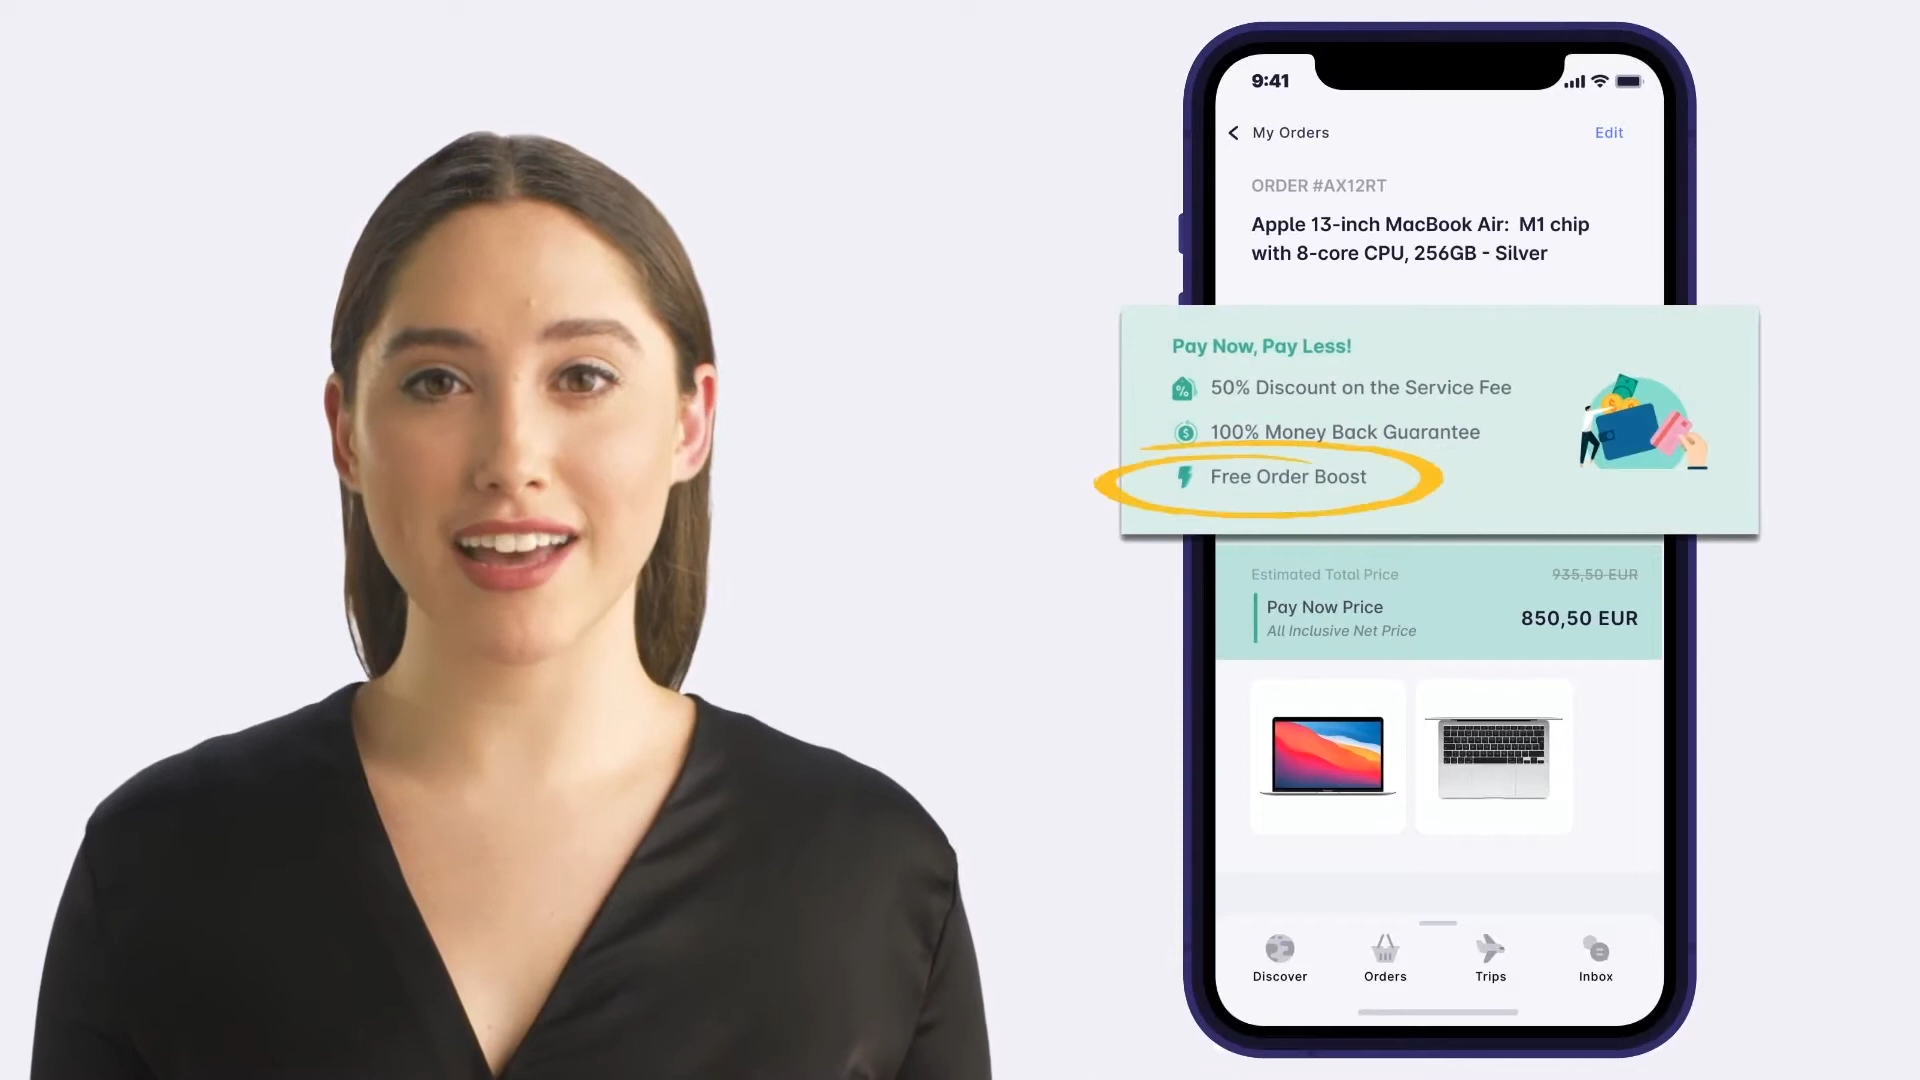 9:41
My Orders
Edit
ORDER #AX12RT
Apple 13-inch MacBook Air: M1 chip
with 8-core CPU, 256GB - Silver
Pay Now, Pay Less!
50% Discount on the Service Fee
100% Money Back Guarantee
Free Order Boost
Estimated Total Price
935,50 EUR
Pay Now Price
850,50 EUR
All Inclusive Net Price
Discover
Orders
Trips
Inbox